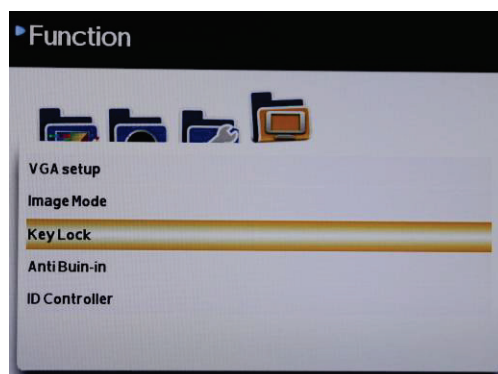 Function
VGA setup
Image Mode
Key Lock
Anti Buin-in
ID Controller